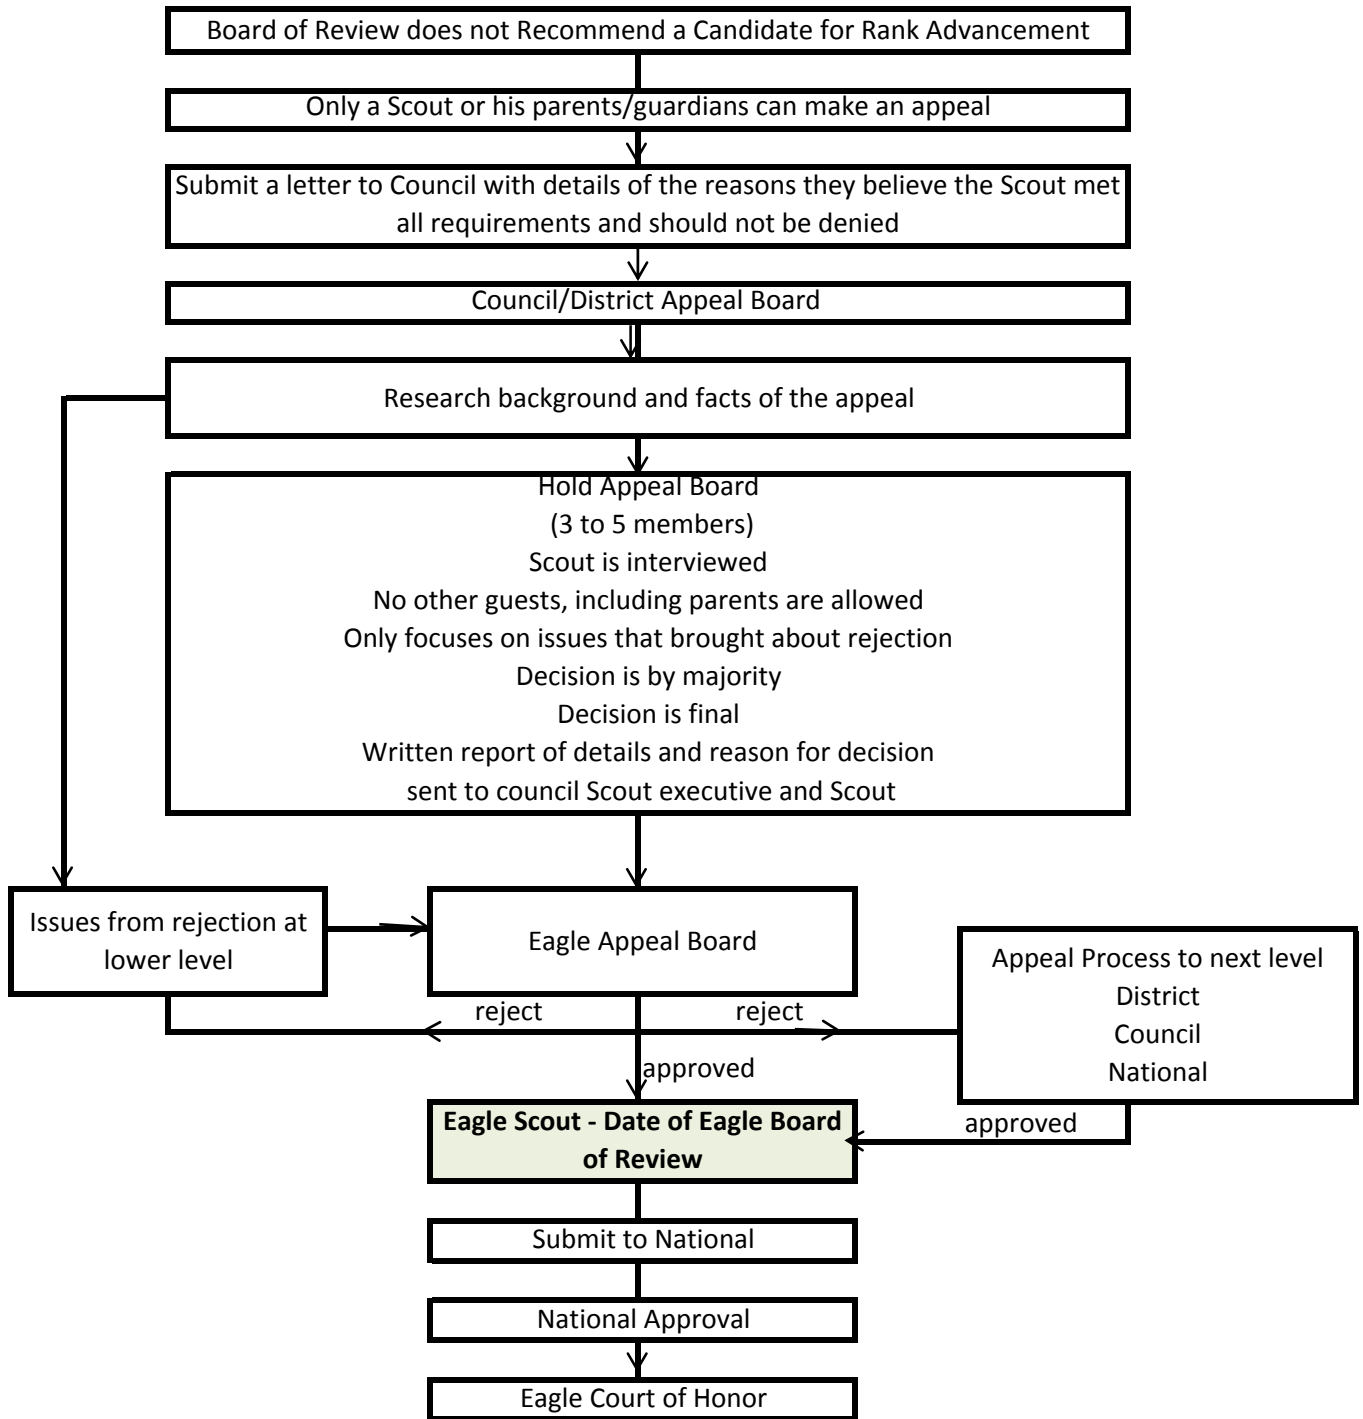 Board of Review does not Recommend a Candidate for Rank Advancement
Only a Scout or his parents/guardians can make an appeal
Submit a letter to Council with details of the reasons they believe the Scout met
all requirements and should not be denied
Council/District Appeal Board
Research background and facts of the appeal
Hold Appeal Board
(3 to 5 members)
Scout is interviewed
No other guests, including parents are allowed
Only focuses on issues that brought about rejection
Decision is by majority
Decision is final
Written report of details and reason for decision
sent to council Scout executive and Scout
Issues from rejection at
lower level
Eagle Appeal Board
Appeal Process to next level
District
Council
National
reject
reject
approved
approved
Eagle Scout - Date of Eagle Board
of Review
Submit to National
National Approval
Eagle Court of Honor